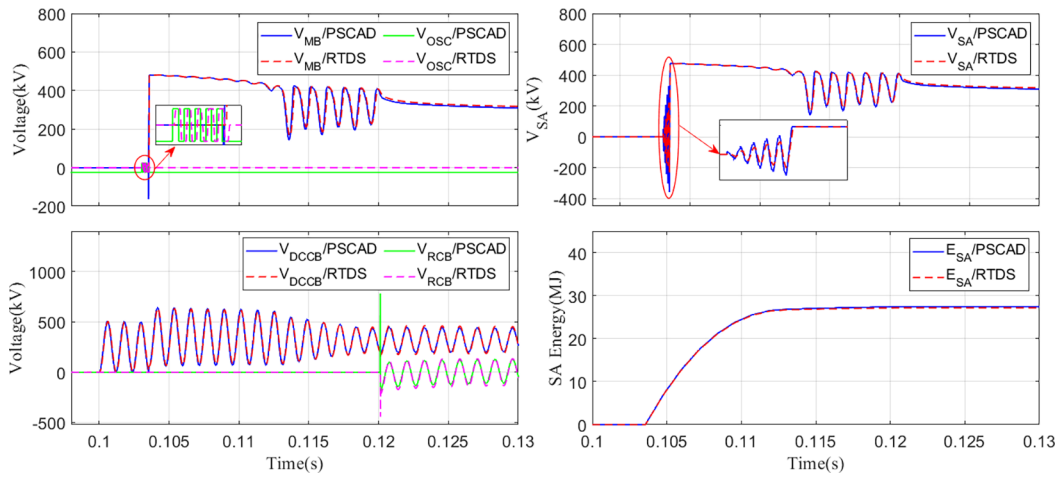 800
600
400
200
0
-200
Voltage(kV)
V_MB/PSCAD V_OSC/PSCAD
V_MB/RTDS V_OSC/RTDS
800
600
400
200
0
-200
-400
V_SA(kV)
V_SA/PSCAD
V_SA/RTDS
1000
500
0
-500
Voltage(kV)
V_DCCB/PSCAD V_RCB/PSCAD
V_DCCB/RTDS V_RCB/RTDS
0.1 0.105 0.11 0.115 0.12 0.125 0.13
Time(s)
40
30
20
10
0
SA Energy(MJ)
E_SA/PSCAD
E_SA/RTDS
0.1 0.105 0.11 0.115 0.12 0.125 0.13
Time(s)